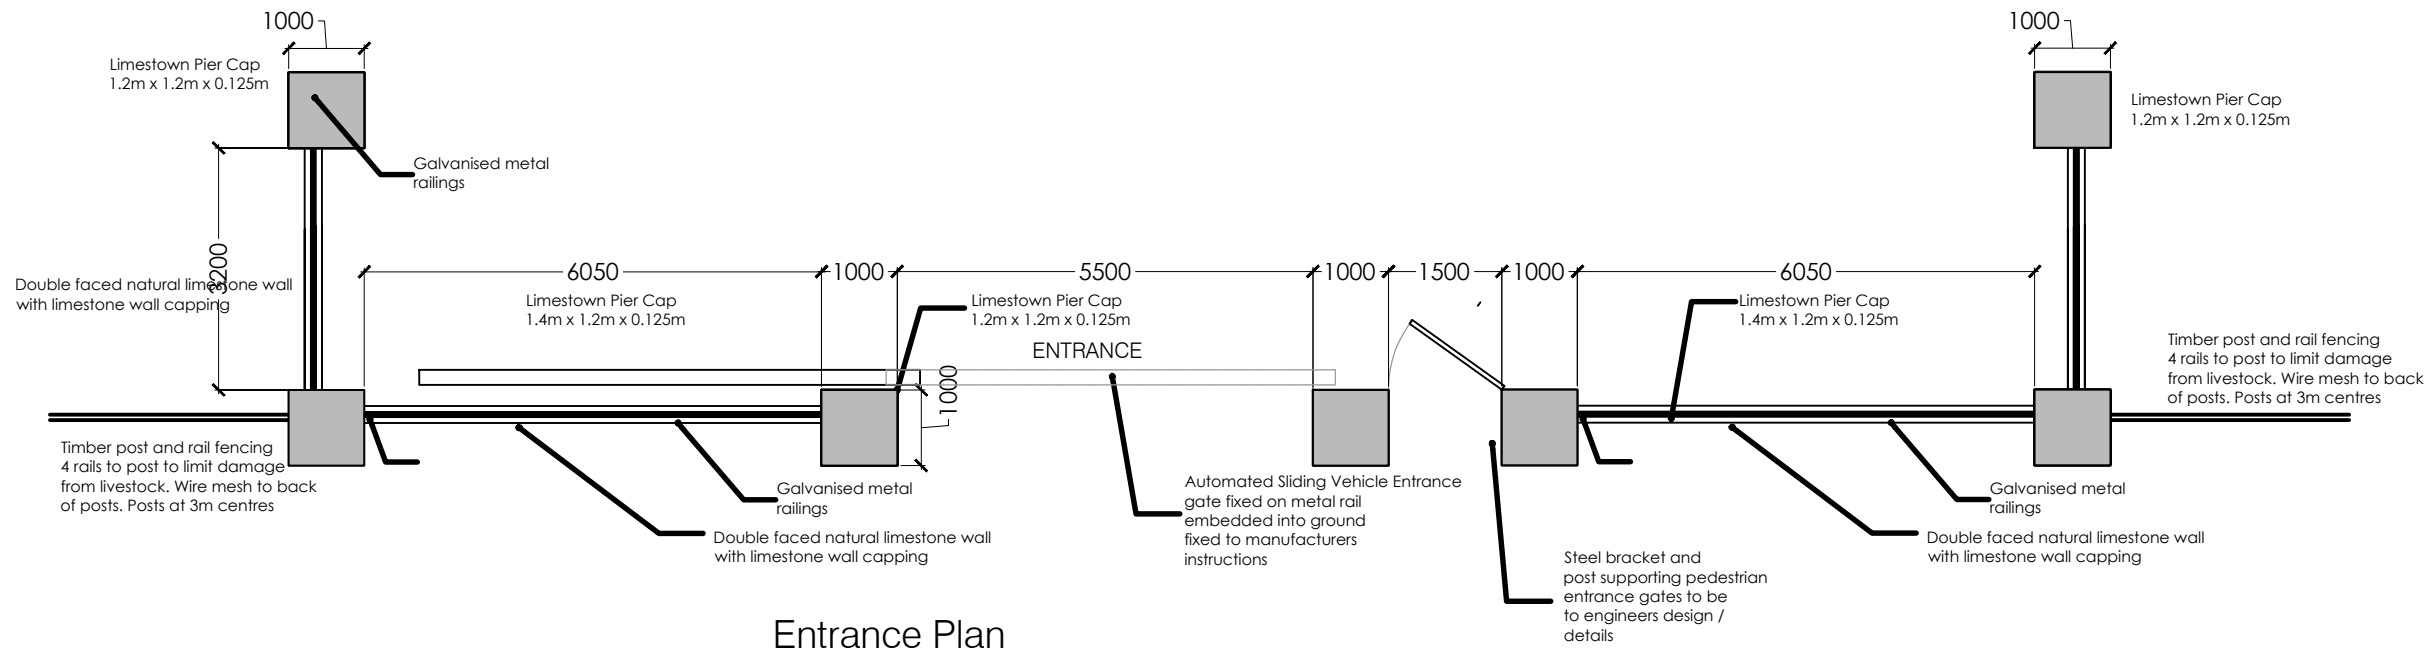 1000
1000
Limestown Pier Cap
1.2m x 1.2m x 0.125m
Limestown Pier Cap
1.2m x 1.2m x 0.125m
Galvanised metal
railings
3200
Double faced natural limestone wall
with limestone wall capping
6050
1000
5500
1000
1500
1000
6050
Limestown Pier Cap
1.4m x 1.2m x 0.125m
Limestown Pier Cap
1.2m x 1.2m x 0.125m
Limestown Pier Cap
1.4m x 1.2m x 0.125m
ENTRANCE
1000
Timber post and rail fencing
4 rails to post to limit damage
from livestock. Wire mesh to back
of posts. Posts at 3m centres
Timber post and rail fencing
4 rails to post to limit damage
from livestock. Wire mesh to back
of posts. Posts at 3m centres
Galvanised metal
railings
Double faced natural limestone wall
with limestone wall capping
Automated Sliding Vehicle Entrance
gate fixed on metal rail
embedded into ground
fixed to manufacturers
instructions
Steel bracket and
post supporting pedestrian
entrance gates to be
to engineers design /
details
Galvanised metal
railings
Double faced natural limestone wall
with limestone wall capping
Entrance Plan